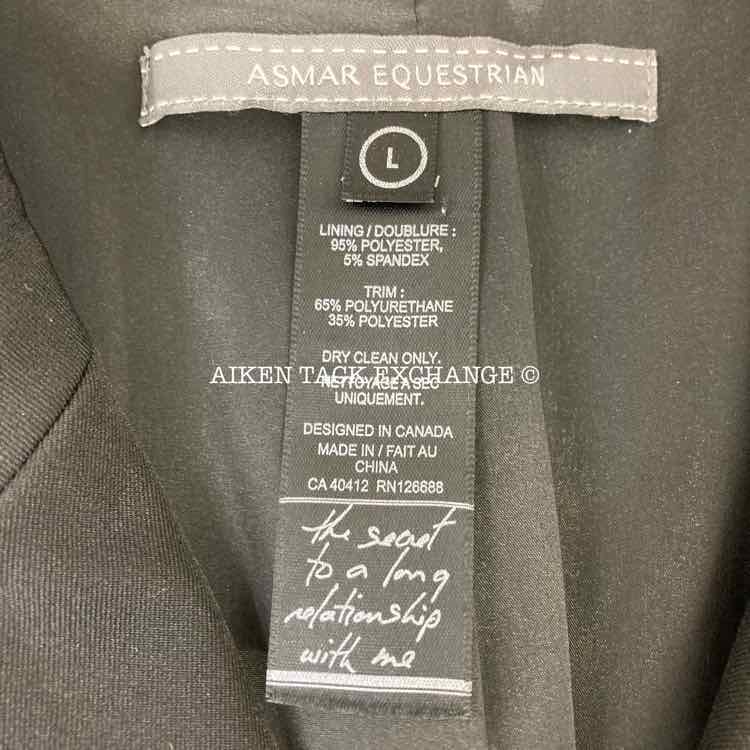 ASMAR EQUESTRIAN
L
LINING / DOUBLURE :
95% POLYESTER,
5% SPANDEX
TRIM :
65% POLYURETHANE
35% POLYESTER
DRY CLEAN ONLY.
AIKEN TACK EXCHANGE ©
NETTOYAGE A SEC
UNIQUEMENT.
DESIGNED IN CANADA
MADE IN / FAIT AU
CHINA
CA 40412 RN126688
the secret
to a long
relationship
with me